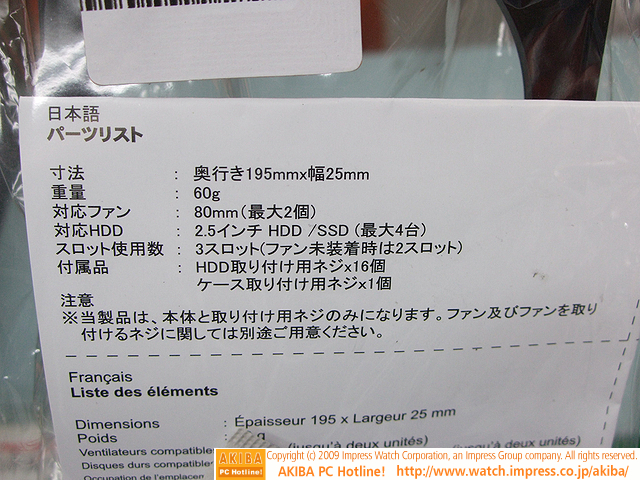 日本語
パーツリスト
寸法 : 奥行き195mmx幅25mm
重量 : 60g
対応ファン : 80mm（最大2個）
対応HDD : 2.5インチ HDD /SSD（最大4台）
スロット使用数 : 3スロット（ファン未装着時は2スロット）
付属品 : HDD取り付け用ネジx16個
ケース取り付け用ネジx1個
注意
※当製品は、本体と取り付け用ネジのみになります。ファン及びファンを取り
付けるネジに関しては別途ご用意ください。
Français
Liste des éléments
Dimensions : Épaisseur 195 x Largeur 25 mm
Poids : g
Ventilateurs compatible (jusqu'à deux unités)
Disques durs compatible (jusqu'à deux unités)
Occupation de l'emplacem
AKIBA PC Hotline!
Copyright (c) 2009 Impress Watch Corporation, an Impress Group company. All rights reserved.
AKIBA PC Hotline! http://www.watch.impress.co.jp/akiba/